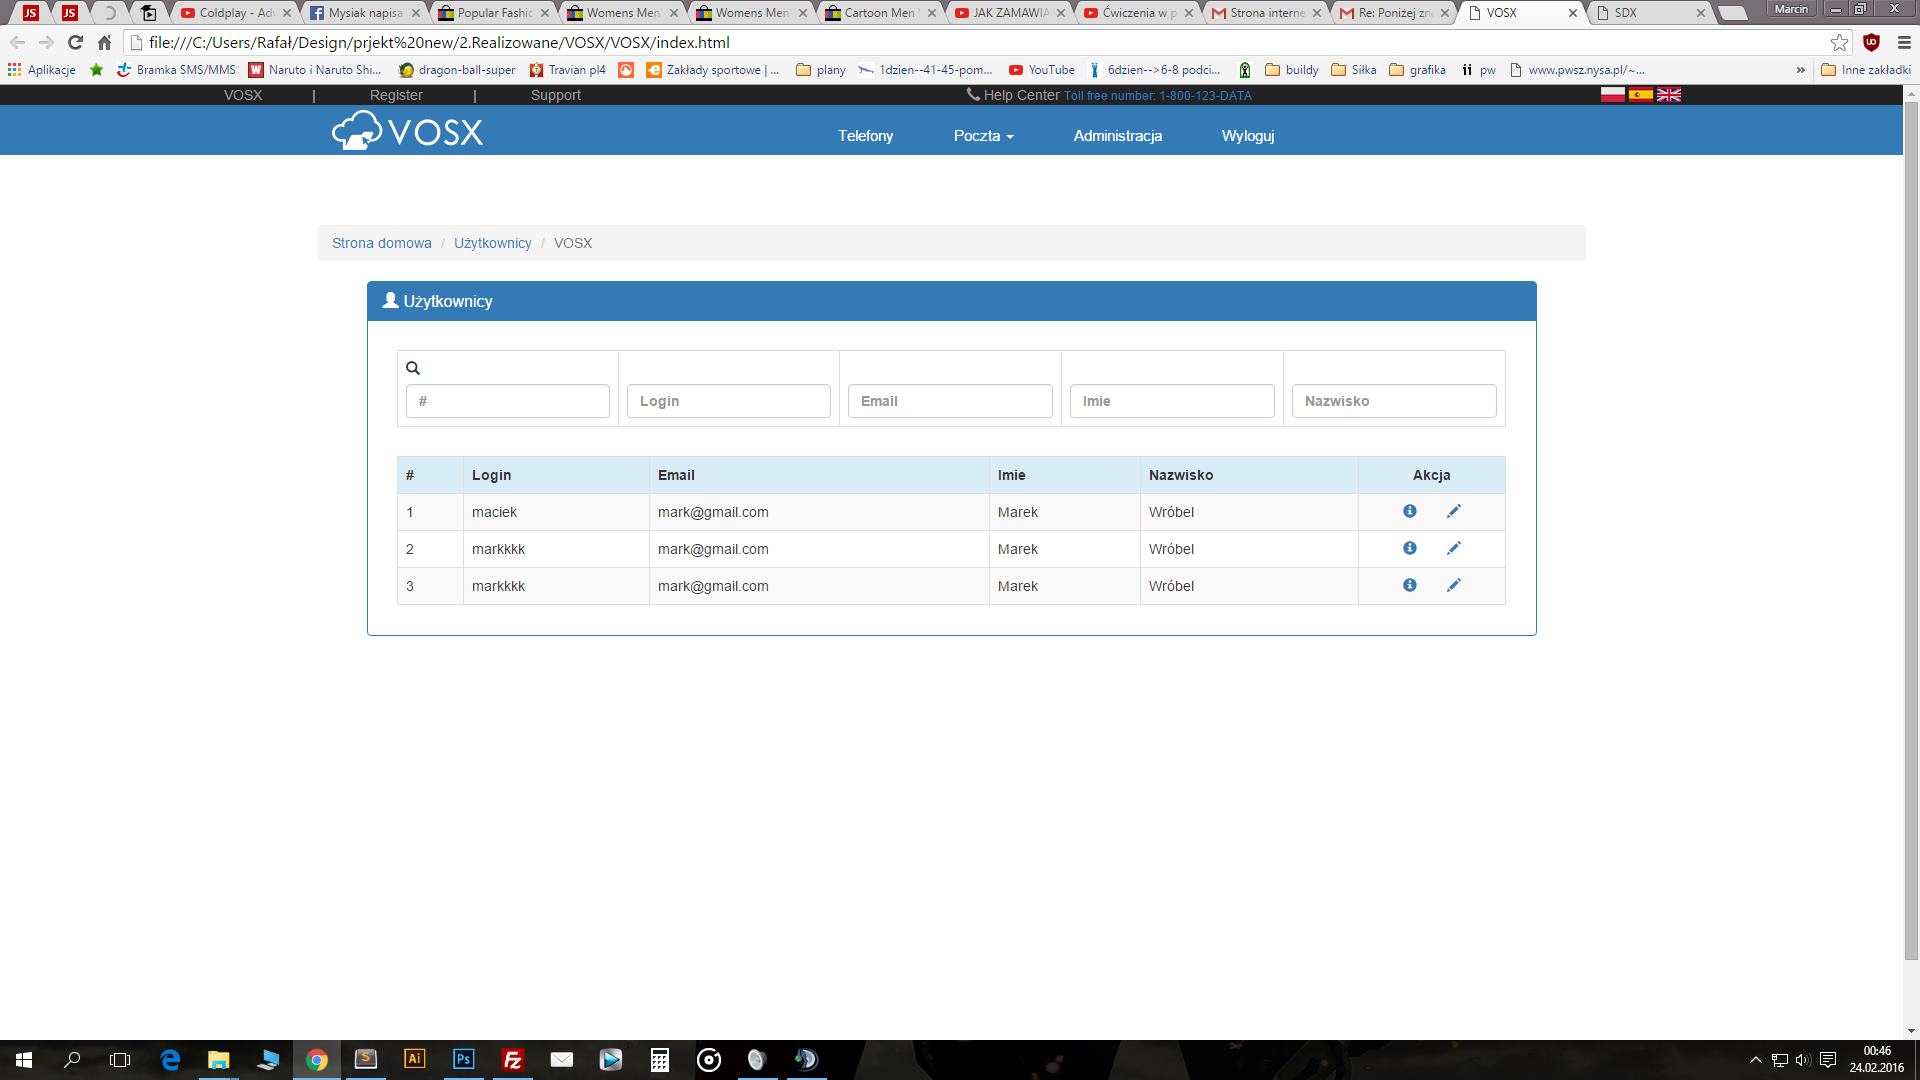 JS JS Coldplay - Adv Mysiak napisa Popular Fashio Womens Men Womens Men Cartoon Men JAK ZAMAWIA Ćwiczenia w p Strona interne Re: Poniżej zna VOSX SDX Marcin
file:///C:/Users/Rafał/Design/prjekt%20new/2.Realizowane/VOSX/VOSX/index.html
Aplikacje Bramka SMS/MMS Naruto i Naruto Shi... dragon-ball-super Travian pl4 Zakłady sportowe | ... plany 1dzien--41-45-pom... YouTube 6dzien-->6-8 podci... buildy Siłka grafika pw www.pwsz.nysa.pl/~... » Inne zakładki
VOSX | Register | Support Help Center Toll free number: 1-800-123-DATA
VOSX Telefony Poczta Administracja Wyloguj
Strona domowa / Użytkownicy / VOSX
Użytkownicy
# Login Email Imie Nazwisko
# Login Email Imie Nazwisko Akcja
1 maciek mark@gmail.com Marek Wróbel
2 markkkk mark@gmail.com Marek Wróbel
3 markkkk mark@gmail.com Marek Wróbel
S Ai Ps Fz 00:46
24.02.2016